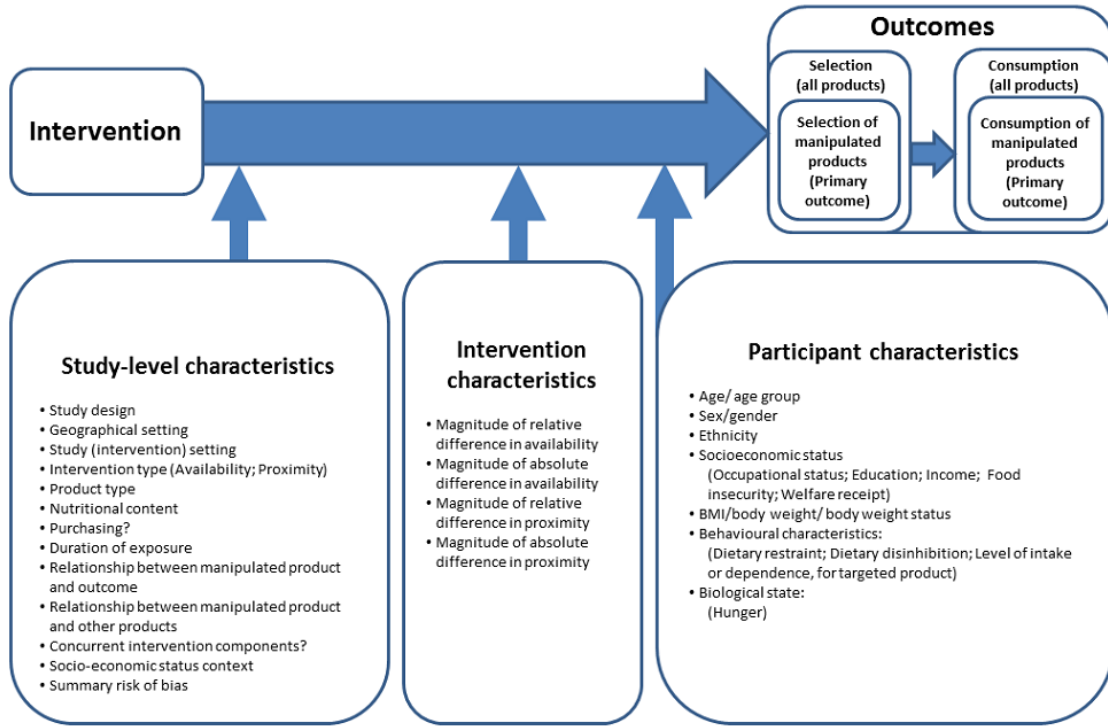 Outcomes
Intervention
Selection
(all products)
Selection of
manipulated
products
(Primary
outcome)
Consumption
(all products)
Consumption of
manipulated
products
(Primary
outcome)
Study-level characteristics
• Study design
• Geographical setting
• Study (intervention) setting
• Intervention type (Availability; Proximity)
• Product type
• Nutritional content
• Purchasing?
• Duration of exposure
• Relationship between manipulated product
and outcome
• Relationship between manipulated product
and other products
• Concurrent intervention components?
• Socio-economic status context
• Summary risk of bias
Intervention
characteristics
• Magnitude of relative
difference in availability
• Magnitude of absolute
difference in availability
• Magnitude of relative
difference in proximity
• Magnitude of absolute
difference in proximity
Participant characteristics
• Age/ age group
• Sex/gender
• Ethnicity
• Socioeconomic status
(Occupational status; Education; Income; Food
insecurity; Welfare receipt)
• BMI/body weight/ body weight status
• Behavioural characteristics:
(Dietary restraint; Dietary disinhibition; Level of intake
or dependence, for targeted product)
• Biological state:
(Hunger)